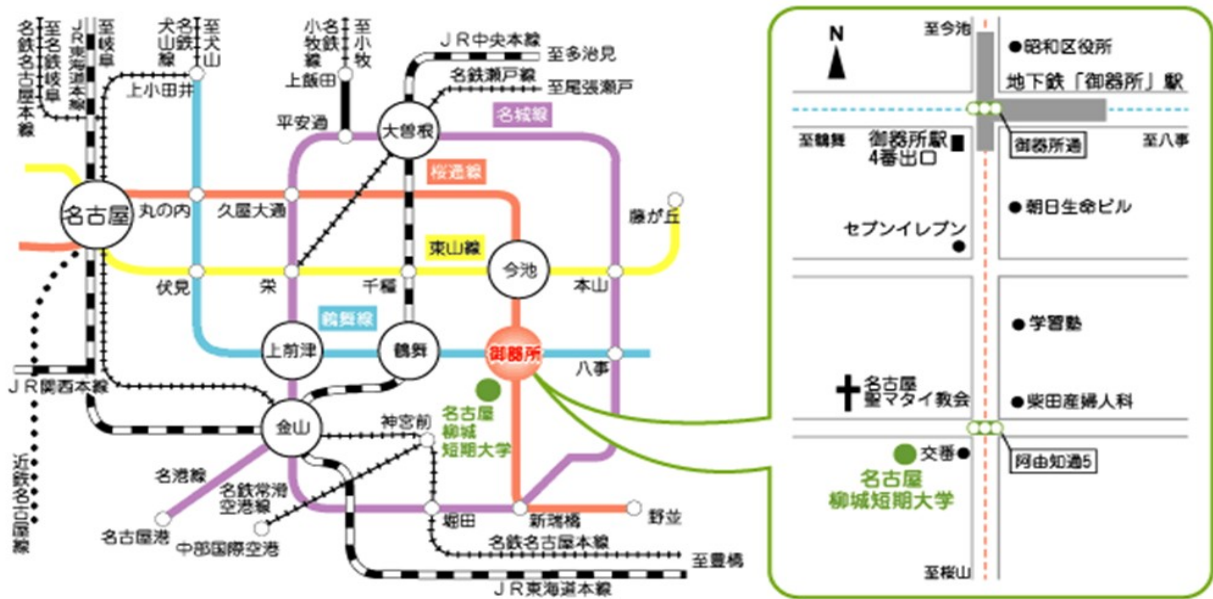 至名鉄岐阜
名鉄名古屋本線
至岐阜
JR東海道本線
至犬山
名鉄
犬山線
上小田井
至小牧
名鉄
小牧線
上飯田
JR中央本線
至多治見
名鉄瀬戸線
至尾張瀬戸
平安通
大曽根
名城線
桜通線
名古屋
丸の内
久屋大通
藤が丘
東山線
今池
伏見
栄
千種
本山
鶴舞線
上前津
鶴舞
御器所
八事
JR関西本線
名古屋
柳城
短期大学
金山
神宮前
近鉄名古屋線
名港線
名鉄常滑
空港線
名古屋港
中部国際空港
堀田
新瑞橋
野並
名鉄名古屋本線
至豊橋
JR東海道本線
N
至今池
昭和区役所
地下鉄「御器所」駅
至鶴舞
御器所駅
4番出口
御器所通
至八事
朝日生命ビル
セブンイレブン
学習塾
名古屋
聖マタイ教会
柴田産婦人科
交番
阿由知通5
名古屋
柳城短期大学
至桜山